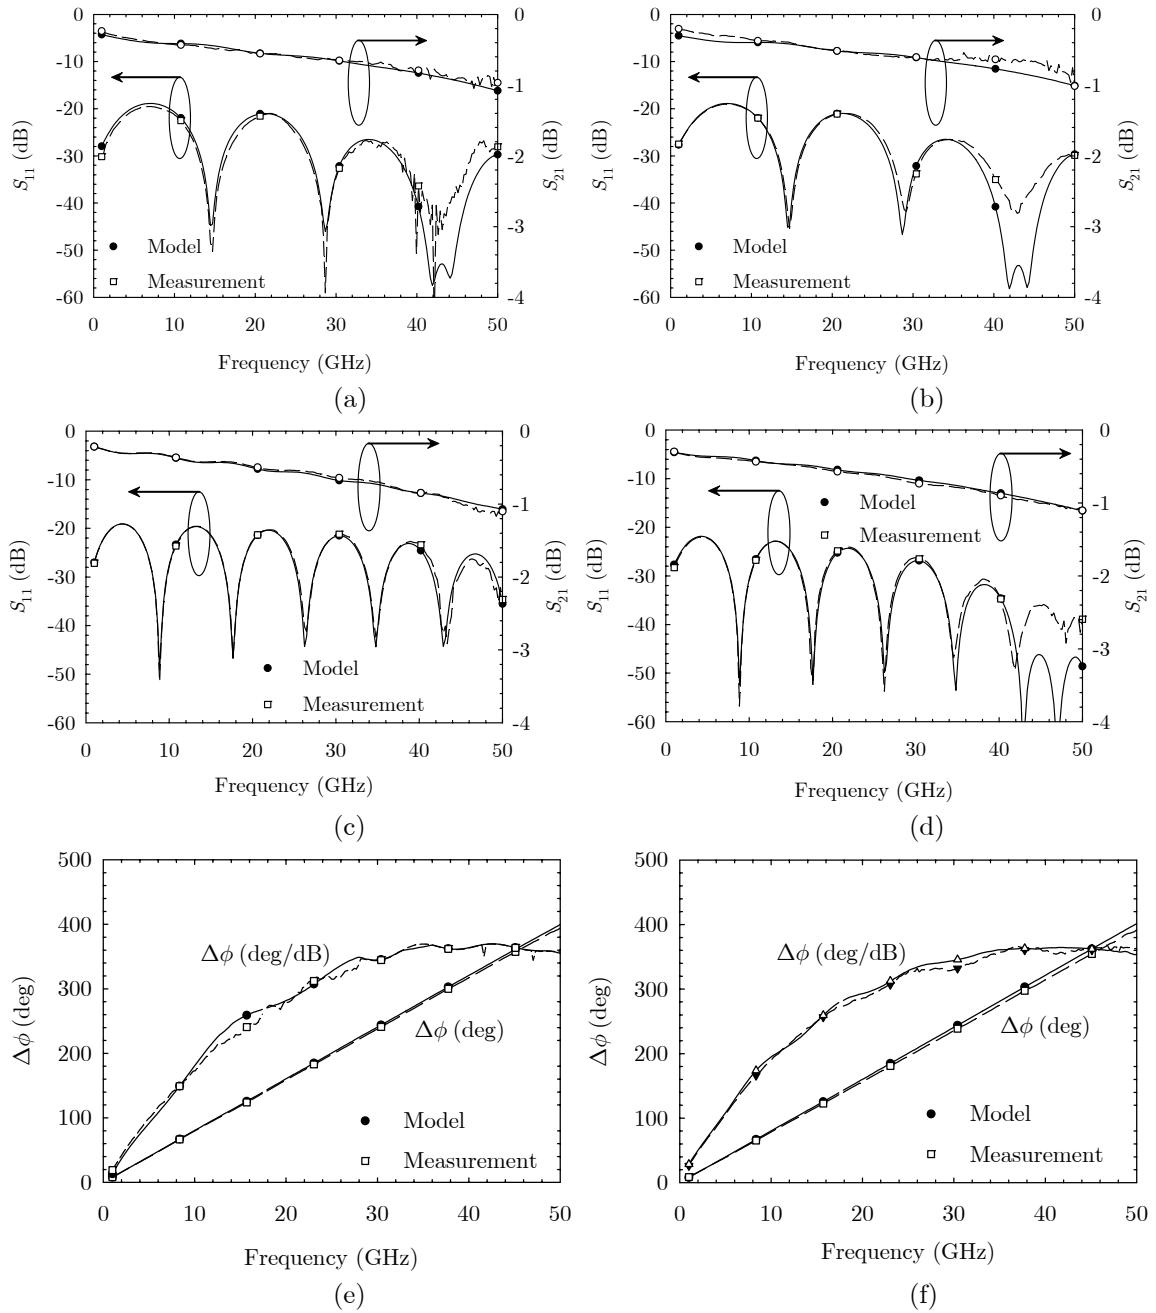 0
-10
-20
-30
-40
-50
-60
S11 (dB)
0
-1
-2
-3
-4
S21 (dB)
Model
Measurement
0 10 20 30 40 50
Frequency (GHz)
(a)
0
-10
-20
-30
-40
-50
-60
S11 (dB)
0
-1
-2
-3
-4
S21 (dB)
Model
Measurement
0 10 20 30 40 50
Frequency (GHz)
(b)
0
-10
-20
-30
-40
-50
-60
S11 (dB)
0
-1
-2
-3
-4
S21 (dB)
Model
Measurement
0 10 20 30 40 50
Frequency (GHz)
(c)
0
-10
-20
-30
-40
-50
-60
S11 (dB)
0
-1
-2
-3
-4
S21 (dB)
Model
Measurement
0 10 20 30 40 50
Frequency (GHz)
(d)
500
400
300
200
100
0
Δϕ (deg)
Δϕ (deg/dB)
Δϕ (deg)
Model
Measurement
0 10 20 30 40 50
Frequency (GHz)
(e)
500
400
300
200
100
0
Δϕ (deg)
Δϕ (deg/dB)
Δϕ (deg)
Model
Measurement
0 10 20 30 40 50
Frequency (GHz)
(f)